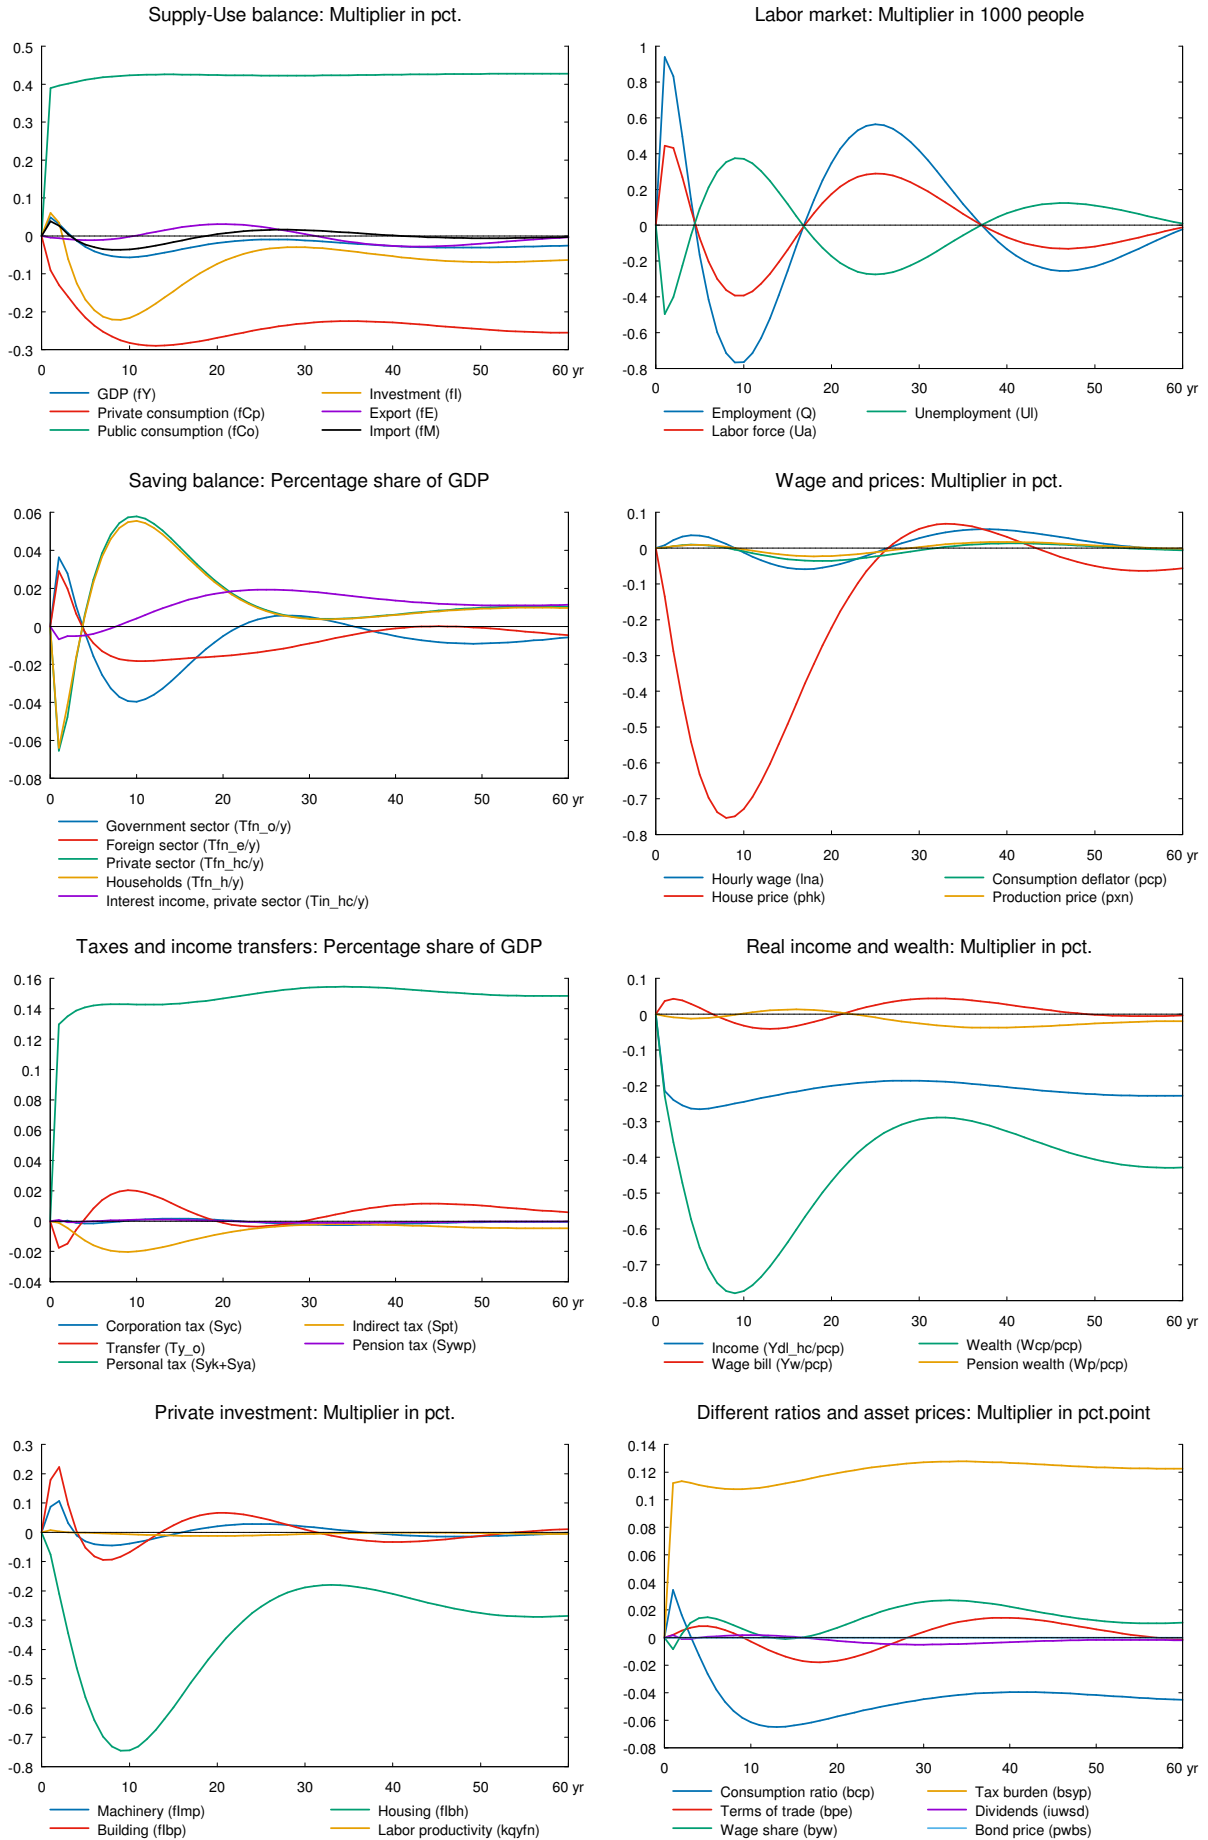 Supply-Use balance: Multiplier in pct.
0.5
0.4
0.3
0.2
0.1
0
-0.1
-0.2
-0.3
0 10 20 30 40 50 60 yr
GDP (fY) Investment (fI)
Private consumption (fCp) Export (fE)
Public consumption (fCo) Import (fM)
Labor market: Multiplier in 1000 people
1
0.8
0.6
0.4
0.2
0
-0.2
-0.4
-0.6
-0.8
0 10 20 30 40 50 60 yr
Employment (Q) Unemployment (Ul)
Labor force (Ua)
Saving balance: Percentage share of GDP
0.06
0.04
0.02
0
-0.02
-0.04
-0.06
-0.08
0 10 20 30 40 50 60 yr
Government sector (Tfn_o/y)
Foreign sector (Tfn_e/y)
Private sector (Tfn_hc/y)
Households (Tfn_h/y)
Interest income, private sector (Tin_hc/y)
Wage and prices: Multiplier in pct.
0.1
0
-0.1
-0.2
-0.3
-0.4
-0.5
-0.6
-0.7
-0.8
0 10 20 30 40 50 60 yr
Hourly wage (lna) Consumption deflator (pcp)
House price (phk) Production price (pxn)
Taxes and income transfers: Percentage share of GDP
0.16
0.14
0.12
0.1
0.08
0.06
0.04
0.02
0
-0.02
-0.04
0 10 20 30 40 50 60 yr
Corporation tax (Syc) Indirect tax (Spt)
Transfer (Ty_o) Pension tax (Sywp)
Personal tax (Syk+Sya)
Real income and wealth: Multiplier in pct.
0.1
0
-0.1
-0.2
-0.3
-0.4
-0.5
-0.6
-0.7
-0.8
0 10 20 30 40 50 60 yr
Income (Ydl_hc/pcp) Wealth (Wcp/pcp)
Wage bill (Yw/pcp) Pension wealth (Wp/pcp)
Private investment: Multiplier in pct.
0.3
0.2
0.1
0
-0.1
-0.2
-0.3
-0.4
-0.5
-0.6
-0.7
-0.8
0 10 20 30 40 50 60 yr
Machinery (fImp) Housing (fIbh)
Building (fIbp) Labor productivity (kqyfn)
Different ratios and asset prices: Multiplier in pct.point
0.14
0.12
0.1
0.08
0.06
0.04
0.02
0
-0.02
-0.04
-0.06
-0.08
0 10 20 30 40 50 60 yr
Consumption ratio (bcp) Tax burden (bsyp)
Terms of trade (bpe) Dividends (iuwsd)
Wage share (byw) Bond price (pwbs)